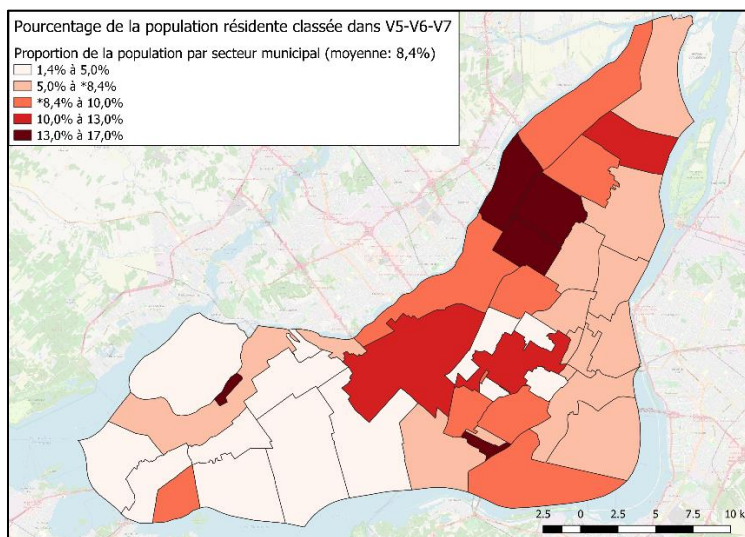 Pourcentage de la population résidente classée dans V5-V6-V7
Proportion de la population par secteur municipal (moyenne: 8,4%)
1,4% à 5,0%
5,0% à *8,4%
*8,4% à 10,0%
10,0% à 13,0%
13,0% à 17,0%
2.5 0 2.5 5 7.5 10 k